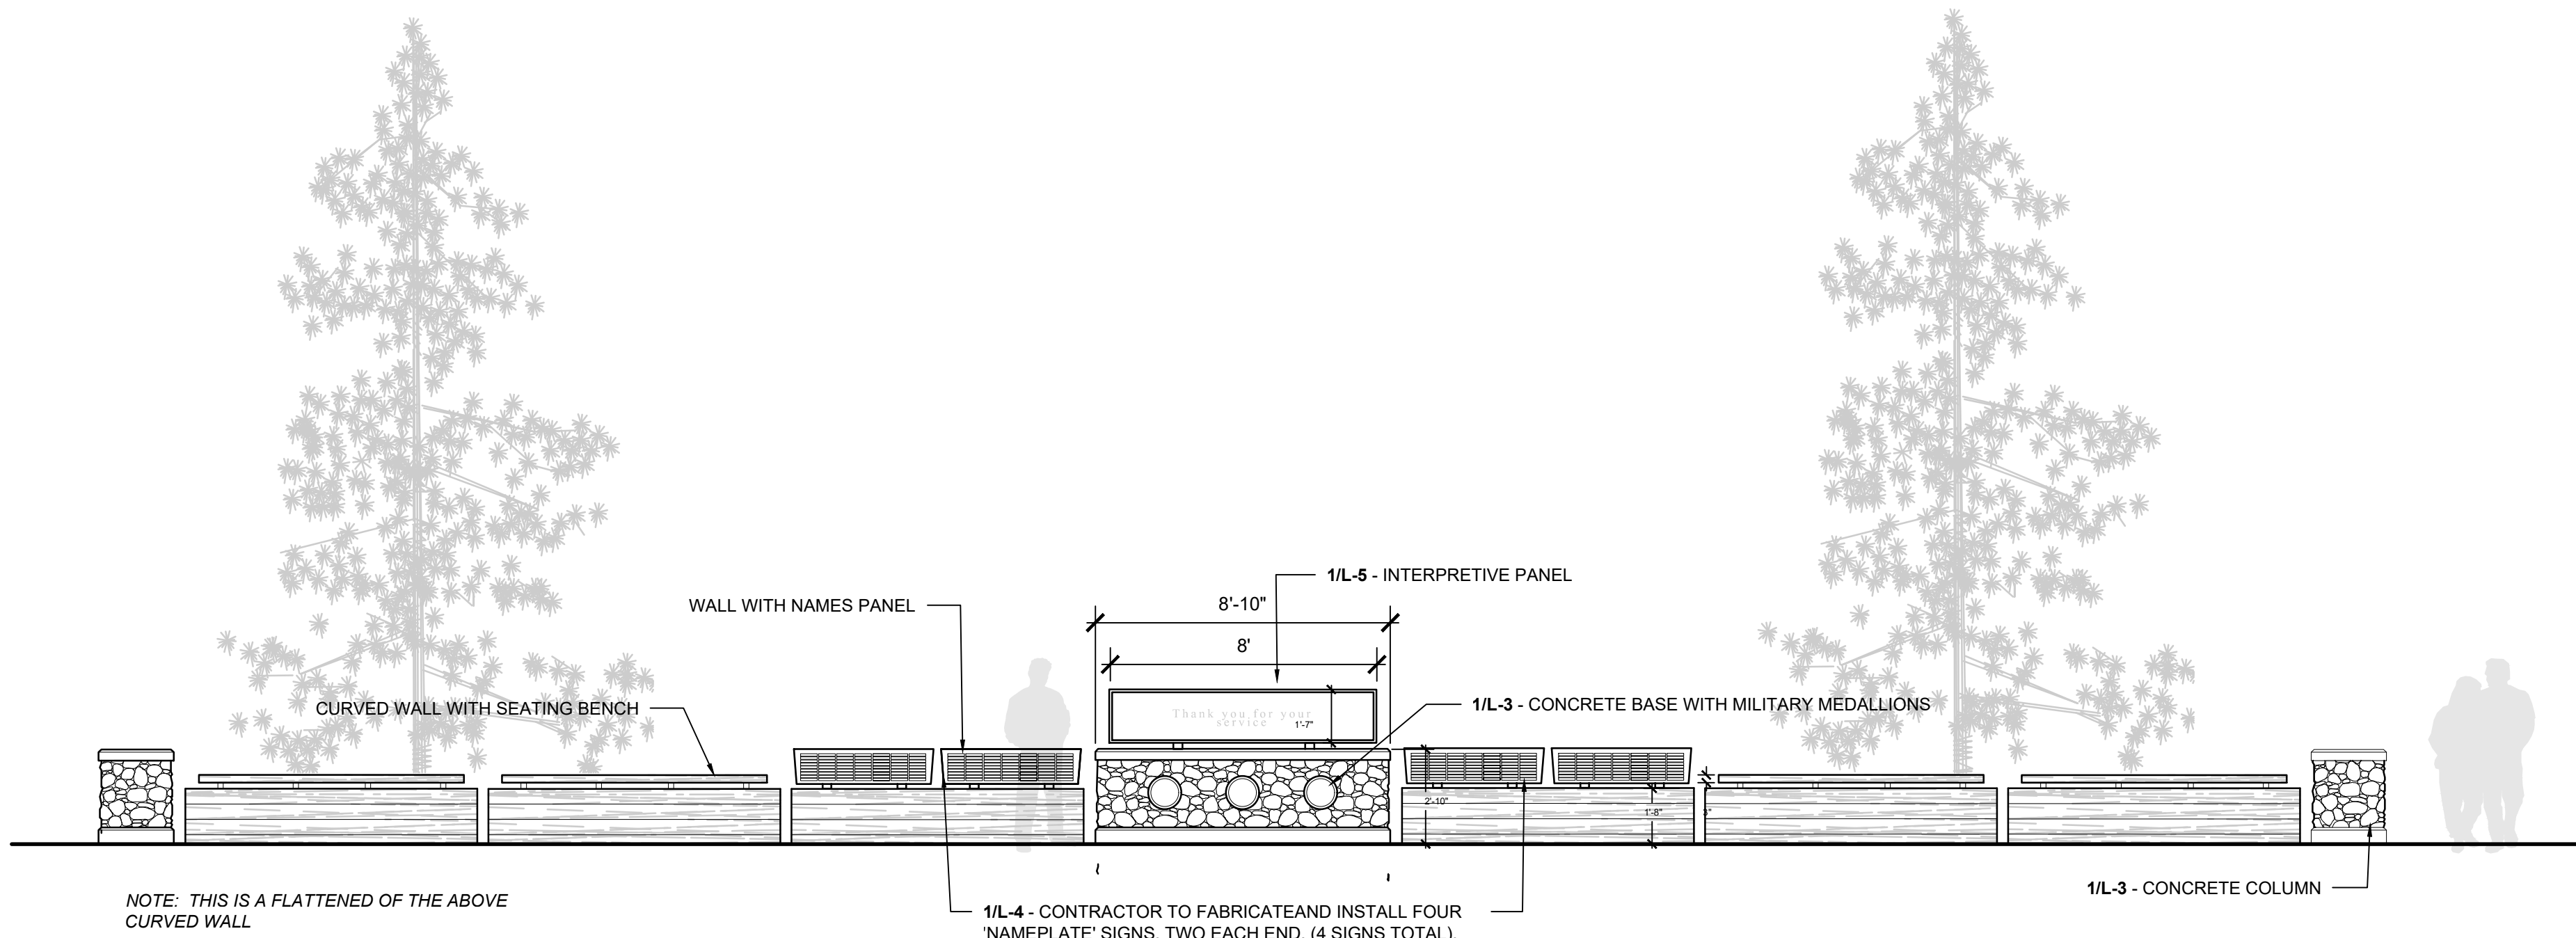 1/L-5 - INTERPRETIVE PANEL
WALL WITH NAMES PANEL
8'-10"
8'
CURVED WALL WITH SEATING BENCH
1/L-3 - CONCRETE BASE WITH MILITARY MEDALLIONS
Thank you for your
service
1'-7"
2'-10"
1'-8"
3"
1/L-3 - CONCRETE COLUMN
NOTE: THIS IS A FLATTENED OF THE ABOVE
CURVED WALL
1/L-4 - CONTRACTOR TO FABRICATEAND INSTALL FOUR
'NAMEPLATE' SIGNS, TWO EACH END. (4 SIGNS TOTAL).